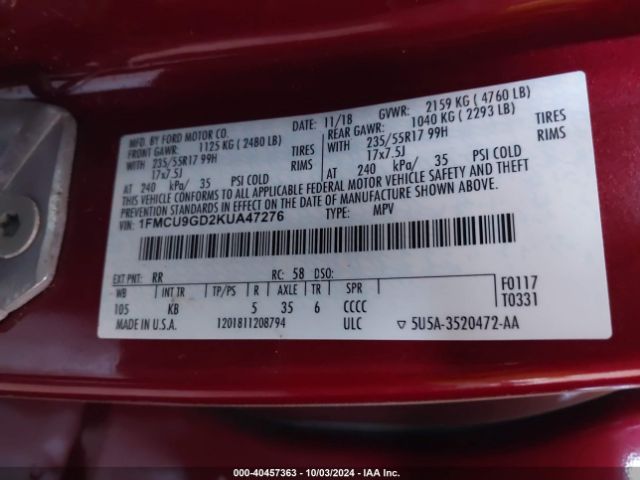 MFD. BY FORD MOTOR CO.
DATE: 11/18 GVWR: 2159 KG ( 4760 LB)
FRONT GAWR: 1125 KG ( 2480 LB)
REAR GAWR: 1040 KG ( 2293 LB)
WITH 235/55R17 99H TIRES
WITH 235/55R17 99H TIRES
17x7.5J RIMS
17x7.5J RIMS
AT 240 kPa/ 35 PSI COLD
AT 240 kPa/ 35 PSI COLD
THIS VEHICLE CONFORMS TO ALL APPLICABLE FEDERAL MOTOR VEHICLE SAFETY AND THEFT
PREVENTION STANDARDS IN EFFECT ON THE DATE OF MANUFACTURE SHOWN ABOVE.
VIN: 1FMCU9GD2KUA47276 TYPE: MPV
EXT PNT: RR RC: 58 DSO:
WB INT TR TP/PS R AXLE TR SPR
105 KB 5 35 6 CCCC
F0117
T0331
MADE IN U.S.A. 1201811208794 ULC ▽ 5U5A-3520472-AA
000-40457363 - 10/03/2024 - IAA Inc.